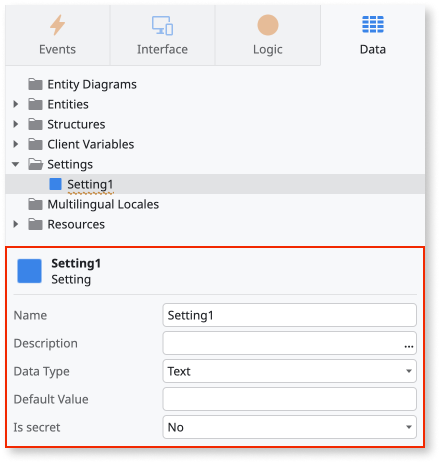 Events Interface Logic Data
Entity Diagrams
Entities
Structures
Client Variables
Settings
Setting1
Multilingual Locales
Resources
Setting1
Setting
Name Setting1
Description ...
Data Type Text
Default Value
Is secret No